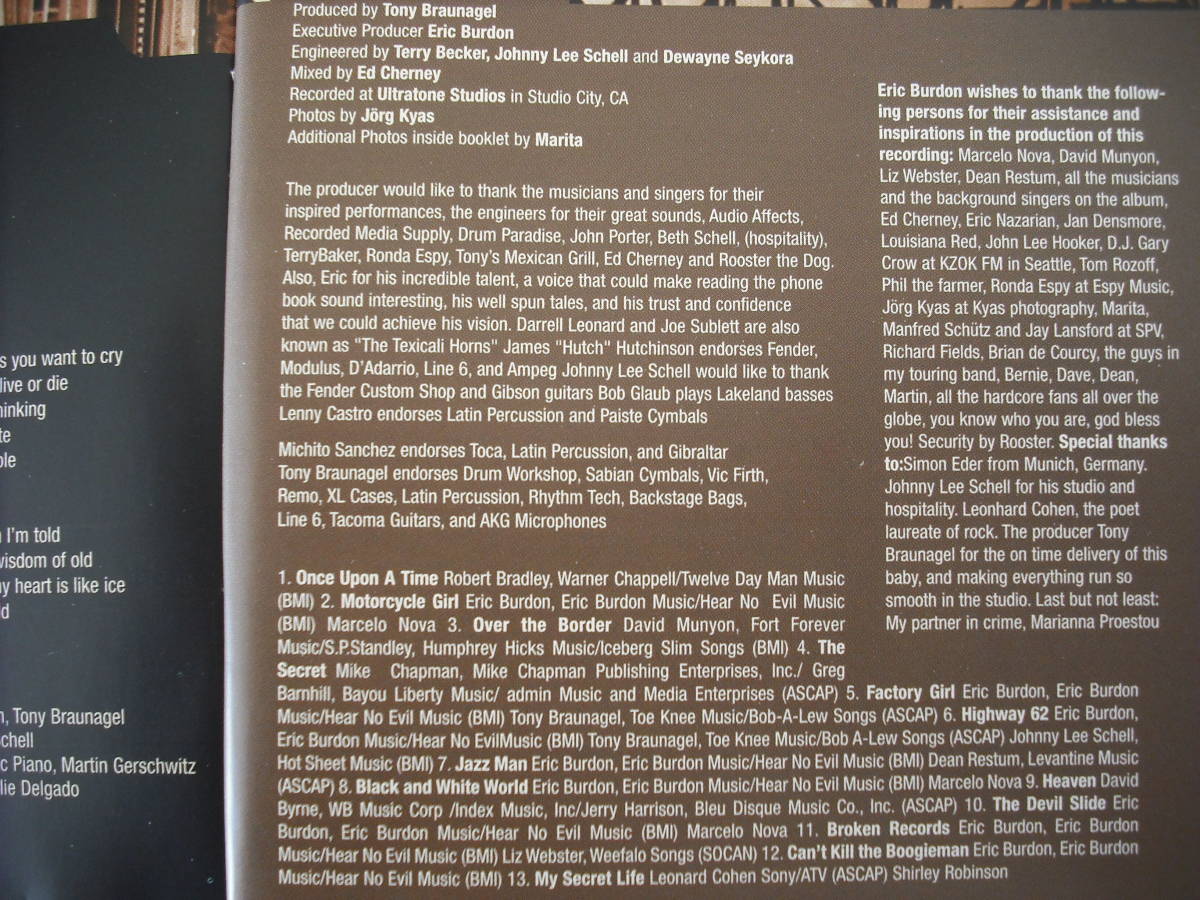 s you want to cry
live or die
hinking
te
ple
I'm told
wisdom of old
y heart is like ice
d
n, Tony Braunagel
chell
c Piano, Martin Gerschwitz
lie Delgado
Produced by Tony Braunagel
Executive Producer Eric Burdon
Engineered by Terry Becker, Johnny Lee Schell and Dewayne Seykora
Mixed by Ed Cherney
Recorded at Ultratone Studios in Studio City, CA
Photos by Jörg Kyas
Additional Photos inside booklet by Marita
The producer would like to thank the musicians and singers for their
inspired performances, the engineers for their great sounds, Audio Affects,
Recorded Media Supply, Drum Paradise, John Porter, Beth Schell, (hospitality),
TerryBaker, Ronda Espy, Tony's Mexican Grill, Ed Cherney and Rooster the Dog.
Also, Eric for his incredible talent, a voice that could make reading the phone
book sound interesting, his well spun tales, and his trust and confidence
that we could achieve his vision. Darrell Leonard and Joe Sublett are also
known as "The Texicali Horns" James "Hutch" Hutchinson endorses Fender,
Modulus, D'Adarrio, Line 6, and Ampeg Johnny Lee Schell would like to thank
the Fender Custom Shop and Gibson guitars Bob Glaub plays Lakeland basses
Lenny Castro endorses Latin Percussion and Paiste Cymbals
Michito Sanchez endorses Toca, Latin Percussion, and Gibraltar
Tony Braunagel endorses Drum Workshop, Sabian Cymbals, Vic Firth,
Remo, XL Cases, Latin Percussion, Rhythm Tech, Backstage Bags,
Line 6, Tacoma Guitars, and AKG Microphones
Eric Burdon wishes to thank the follow-
ing persons for their assistance and
inspirations in the production of this
recording: Marcelo Nova, David Munyon,
Liz Webster, Dean Restum, all the musicians
and the background singers on the album,
Ed Cherney, Eric Nazarian, Jan Densmore,
Louisiana Red, John Lee Hooker, D.J. Gary
Crow at KZOK FM in Seattle, Tom Rozoff,
Phil the farmer, Ronda Espy at Espy Music,
Jörg Kyas at Kyas photography, Marita,
Manfred Schütz and Jay Lansford at SPV,
Richard Fields, Brian de Courcy, the guys in
my touring band, Bernie, Dave, Dean,
Martin, all the hardcore fans all over the
globe, you know who you are, god bless
you! Security by Rooster. Special thanks
to:Simon Eder from Munich, Germany.
Johnny Lee Schell for his studio and
hospitality. Leonhard Cohen, the poet
laureate of rock. The producer Tony
Braunagel for the on time delivery of this
baby, and making everything run so
smooth in the studio. Last but not least:
My partner in crime, Marianna Proestou
1. Once Upon A Time Robert Bradley, Warner Chappell/Twelve Day Man Music
(BMI) 2. Motorcycle Girl Eric Burdon, Eric Burdon Music/Hear No Evil Music
(BMI) Marcelo Nova 3. Over the Border David Munyon, Fort Forever
Music/S.P.Standley, Humphrey Hicks Music/Iceberg Slim Songs (BMI) 4. The
Secret Mike Chapman, Mike Chapman Publishing Enterprises, Inc./ Greg
Barnhill, Bayou Liberty Music/ admin Music and Media Enterprises (ASCAP) 5. Factory Girl Eric Burdon, Eric Burdon
Music/Hear No Evil Music (BMI) Tony Braunagel, Toe Knee Music/Bob-A-Lew Songs (ASCAP) 6. Highway 62 Eric Burdon,
Eric Burdon Music/Hear No EvilMusic (BMI) Tony Braunagel, Toe Knee Music/Bob A-Lew Songs (ASCAP) Johnny Lee Schell,
Hot Sheet Music (BMI) 7. Jazz Man Eric Burdon, Eric Burdon Music/Hear No Evil Music (BMI) Dean Restum, Levantine Music
(ASCAP) 8. Black and White World Eric Burdon, Eric Burdon Music/Hear No Evil Music (BMI) Marcelo Nova 9. Heaven David
Byrne, WB Music Corp /Index Music, Inc/Jerry Harrison, Bleu Disque Music Co., Inc. (ASCAP) 10. The Devil Slide Eric
Burdon, Eric Burdon Music/Hear No Evil Music (BMI) Marcelo Nova 11. Broken Records Eric Burdon, Eric Burdon
Music/Hear No Evil Music (BMI) Liz Webster, Weefalo Songs (SOCAN) 12. Can't Kill the Boogieman Eric Burdon, Eric Burdon
Music/Hear No Evil Music (BMI) 13. My Secret Life Leonard Cohen Sony/ATV (ASCAP) Shirley Robinson